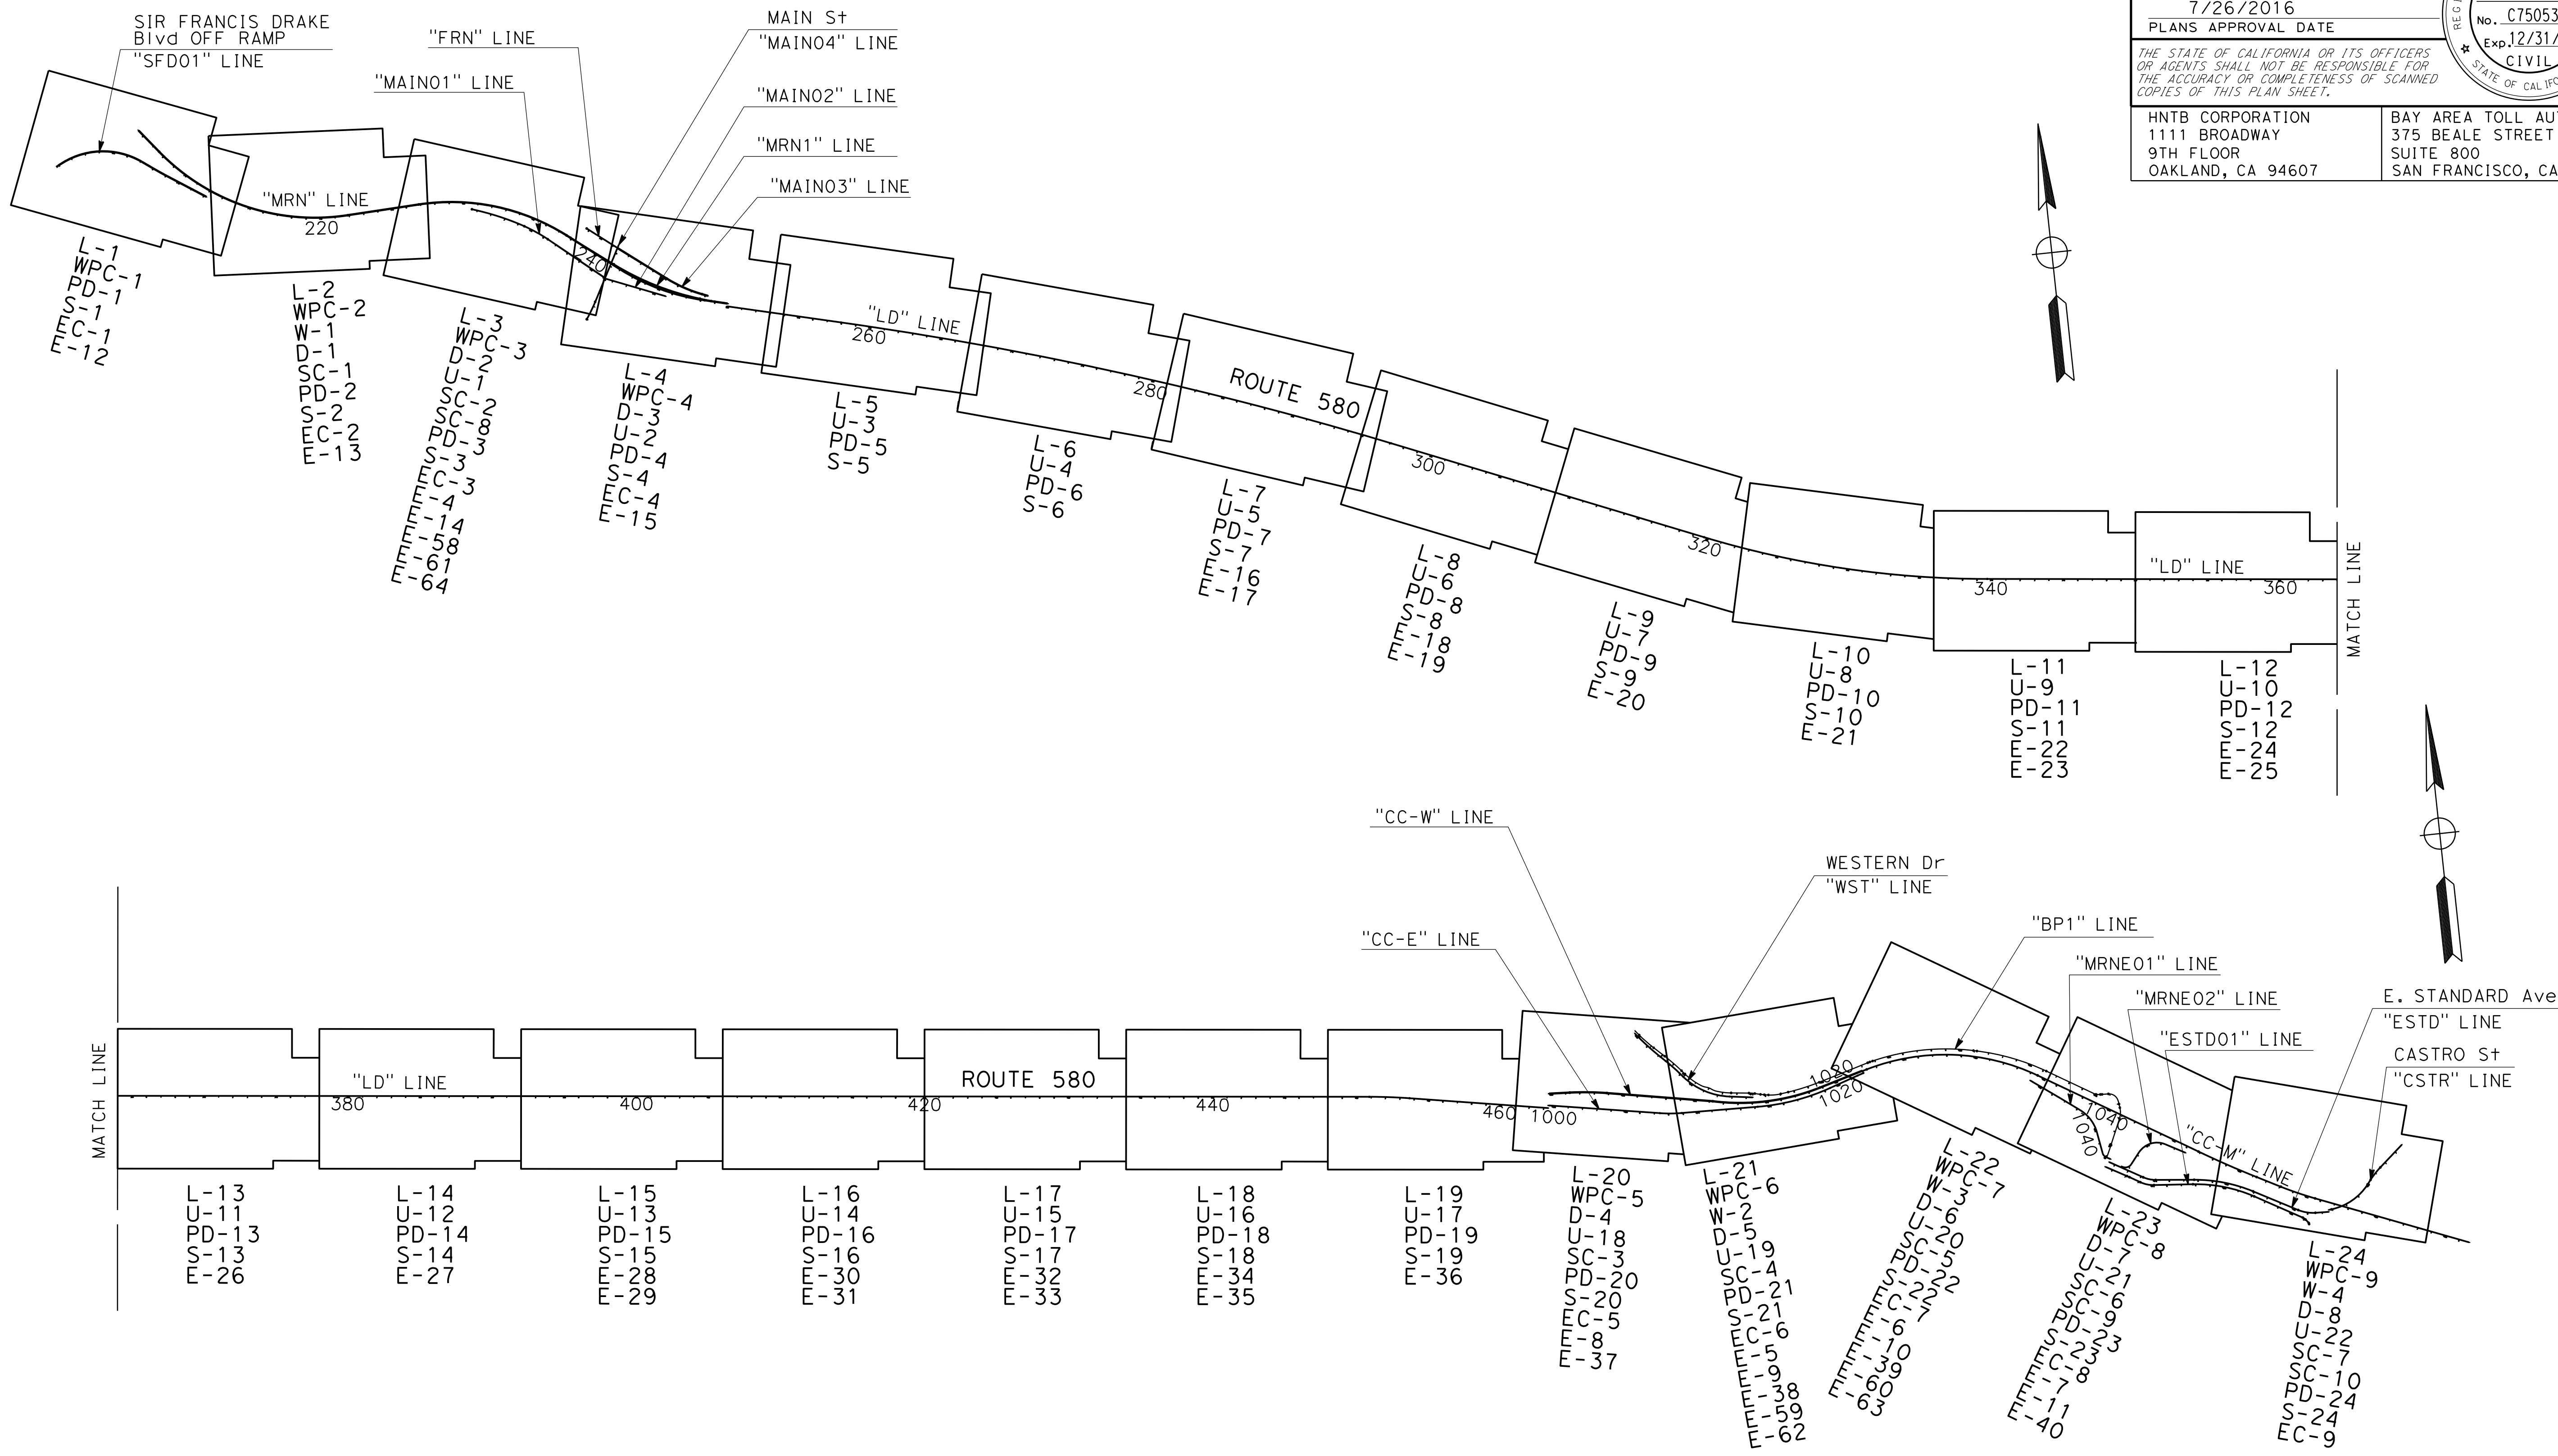 SIR FRANCIS DRAKE
Blvd OFF RAMP
"SFD01" LINE
"FRN" LINE
"MAIN01" LINE
MAIN St
"MAIN04" LINE
"MAIN02" LINE
"MRN1" LINE
"MAIN03" LINE
7/26/2016
PLANS APPROVAL DATE
THE STATE OF CALIFORNIA OR ITS OFFICERS
OR AGENTS SHALL NOT BE RESPONSIBLE FOR
THE ACCURACY OR COMPLETENESS OF SCANNED
COPIES OF THIS PLAN SHEET.
No. C75053
Exp. 12/31/
CIVIL
STATE OF CALIFO
HNTB CORPORATION
1111 BROADWAY
9TH FLOOR
OAKLAND, CA 94607
BAY AREA TOLL AU
375 BEALE STREET
SUITE 800
SAN FRANCISCO, CA
"MRN" LINE
220
240
"LD" LINE
260
280
ROUTE 580
300
320
340
"LD" LINE
360
MATCH LINE
L-1
WPC-1
PD-1
S-1
EC-1
E-12
L-2
WPC-2
W-1
D-1
SC-1
PD-2
S-2
EC-2
E-13
L-3
WPC-3
D-2
U-1
SC-2
SC-8
PD-3
S-3
EC-3
E-4
E-14
E-58
E-61
E-64
L-4
WPC-4
D-3
U-2
PD-4
S-4
EC-4
E-15
L-5
U-3
PD-5
S-5
L-6
U-4
PD-6
S-6
L-7
U-5
PD-7
S-7
E-16
E-17
L-8
U-6
PD-8
S-8
E-18
E-19
L-9
U-7
PD-9
S-9
E-20
L-10
U-8
PD-10
S-10
E-21
L-11
U-9
PD-11
S-11
E-22
E-23
L-12
U-10
PD-12
S-12
E-24
E-25
"CC-W" LINE
"CC-E" LINE
WESTERN Dr
"WST" LINE
"BP1" LINE
"MRNE01" LINE
"MRNE02" LINE
"ESTD01" LINE
E. STANDARD Ave
"ESTD" LINE
CASTRO St
"CSTR" LINE
MATCH LINE
"LD" LINE
380
400
420
ROUTE 580
440
460
1000
1020
1020
1040
1040
"CC-M" LINE
L-13
U-11
PD-13
S-13
E-26
L-14
U-12
PD-14
S-14
E-27
L-15
U-13
PD-15
S-15
E-28
E-29
L-16
U-14
PD-16
S-16
E-30
E-31
L-17
U-15
PD-17
S-17
E-32
E-33
L-18
U-16
PD-18
S-18
E-34
E-35
L-19
U-17
PD-19
S-19
E-36
L-20
WPC-5
D-4
U-18
SC-3
PD-20
S-20
EC-5
E-8
E-37
L-21
WPC-6
W-2
D-5
U-19
SC-4
PD-21
S-21
EC-6
E-5
E-9
E-38
E-59
E-62
L-22
WPC-7
W-3
D-6
U-20
SC-5
PD-22
S-22
EC-7
E-6
E-10
E-39
E-60
E-63
L-23
WPC-8
D-7
U-21
SC-6
SC-9
PD-23
S-23
EC-8
E-7
E-11
E-40
L-24
WPC-9
W-4
D-8
U-22
SC-7
SC-10
PD-24
S-24
EC-9